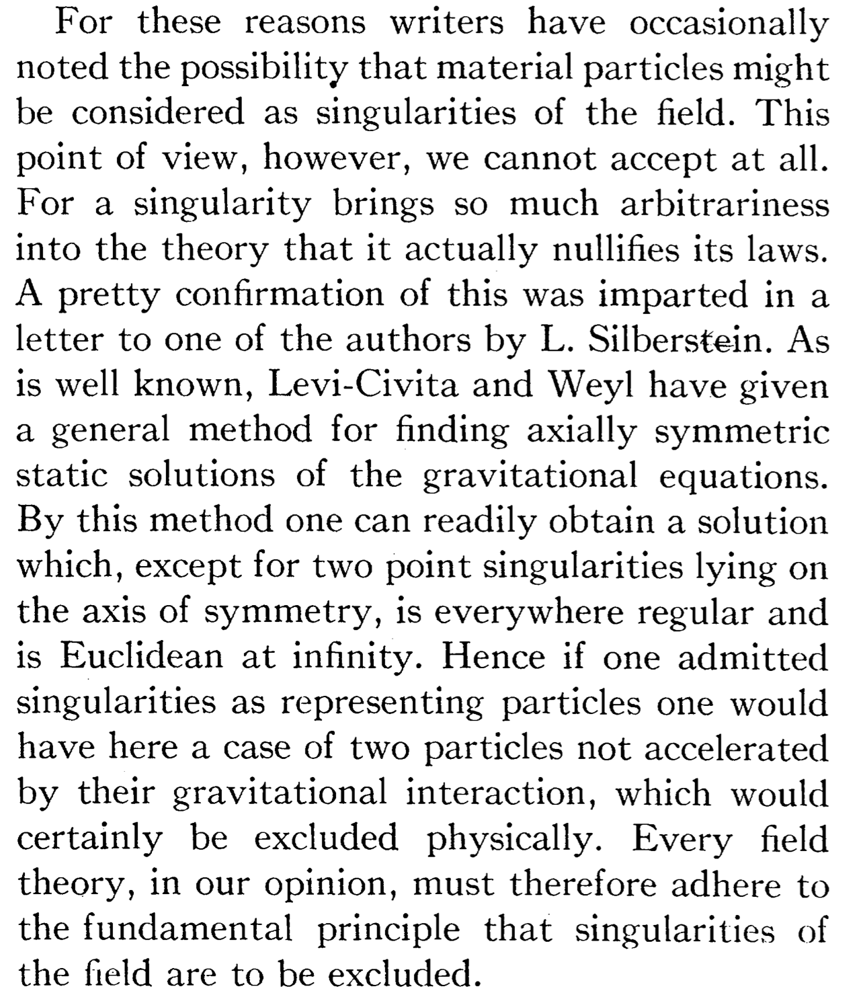 For these reasons writers have occasionally
noted the possibility that material particles might
be considered as singularities of the field. This
point of view, however, we cannot accept at all.
For a singularity brings so much arbitrariness
into the theory that it actually nullifies its laws.
A pretty confirmation of this was imparted in a
letter to one of the authors by L. Silberstein. As
is well known, Levi-Civita and Weyl have given
a general method for finding axially symmetric
static solutions of the gravitational equations.
By this method one can readily obtain a solution
which, except for two point singularities lying on
the axis of symmetry, is everywhere regular and
is Euclidean at infinity. Hence if one admitted
singularities as representing particles one would
have here a case of two particles not accelerated
by their gravitational interaction, which would
certainly be excluded physically. Every field
theory, in our opinion, must therefore adhere to
the fundamental principle that singularities of
the field are to be excluded.